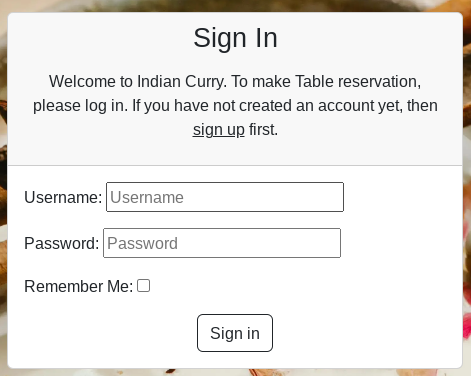 Sign In
Welcome to Indian Curry. To make Table reservation,
please log in. If you have not created an account yet, then
sign up first.
Username: Username
Password: Password
Remember Me:
Sign in